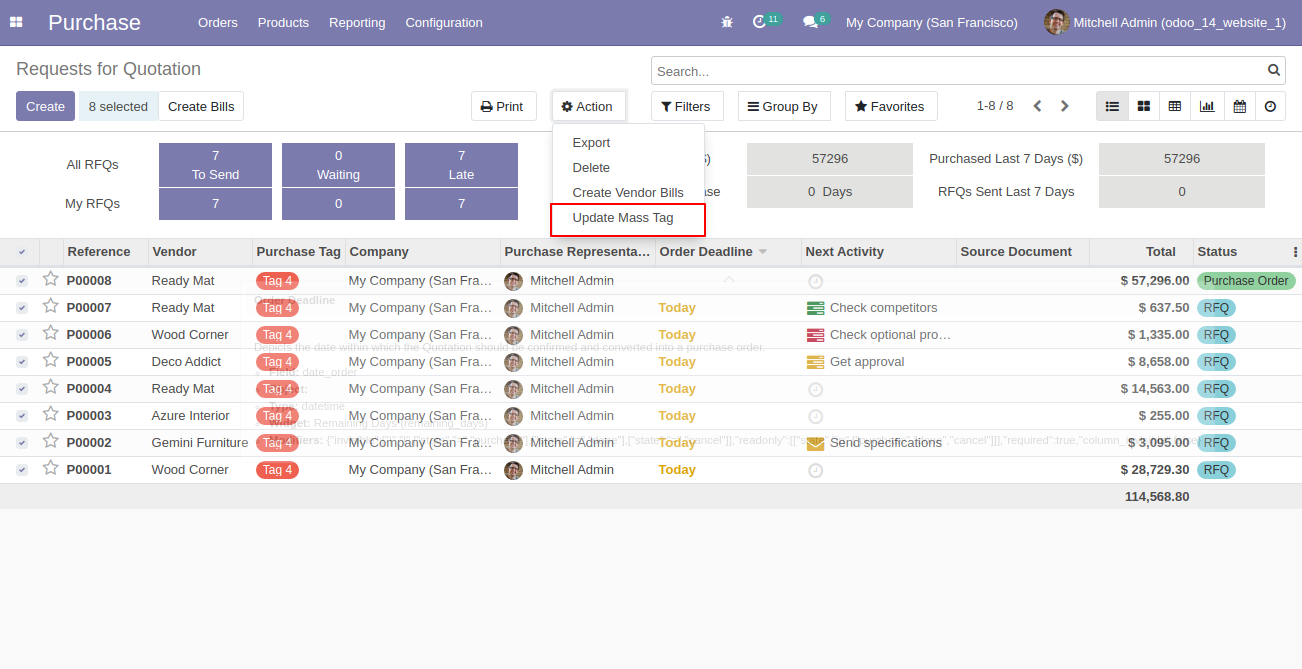 Purchase Orders Products Reporting Configuration 11 6 My Company (San Francisco) Mitchell Admin (odoo_14_website_1)
Requests for Quotation
Search...
Create 8 selected Create Bills Print Action Filters Group By Favorites 1-8 / 8
Export
Delete
Create Vendor Bills
Update Mass Tag
All RFQs 7 To Send 0 Waiting 7 Late $) 57296 Purchased Last 7 Days ($) 57296
My RFQs 7 0 7 ase 0 Days RFQs Sent Last 7 Days 0
Reference Vendor Purchase Tag Company Purchase Representa... Order Deadline Next Activity Source Document Total Status
P00008 Ready Mat Tag 4 My Company (San Fra... Mitchell Admin $ 57,296.00 Purchase Order
Order Deadline
P00007 Ready Mat Tag 4 My Company (San Fra... Mitchell Admin Today Check competitors $ 637.50 RFQ
P00006 Wood Corner Tag 4 My Company (San Fra... Mitchell Admin Today Check optional pro... $ 1,335.00 RFQ
Depicts the date within which the Quotation should be confirmed and converted into a purchase order.
P00005 Deco Addict Tag 4 My Company (San Fra... Mitchell Admin Today Get approval $ 8,658.00 RFQ
Field: date_order
P00004 Ready Mat Tag 4 My Company (San Fra... Mitchell Admin Today $ 14,563.00 RFQ
Type: datetime
P00003 Azure Interior Tag 4 My Company (San Fra... Mitchell Admin Today $ 255.00 RFQ
Widget: Remaining Days (remaining_days)
P00002 Gemini Furniture Tag 4 My Company (San Fra... Mitchell Admin Today Send specifications $ 3,095.00 RFQ
P00001 Wood Corner Tag 4 My Company (San Fra... Mitchell Admin Today $ 28,729.30 RFQ
114,568.80